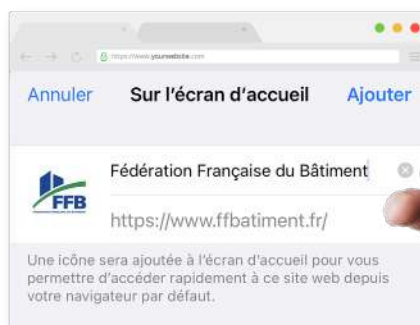 https://www.yourwebsite.com
Annuler Sur l'écran d'accueil Ajouter
Fédération Française du Bâtiment
FFB
https://www.ffbatiment.fr/
Une icône sera ajoutée à l'écran d'accueil pour vous
permettre d'accéder rapidement à ce site web depuis
votre navigateur par défaut.